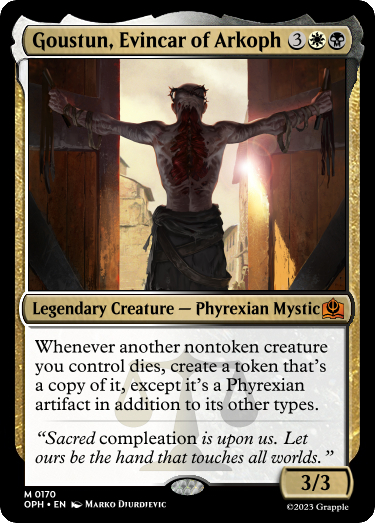 Goustun, Evincar of Arkoph 3
Legendary Creature — Phyrexian Mystic
Whenever another nontoken creature
you control dies, create a token that's
a copy of it, except it's a Phyrexian
artifact in addition to its other types.
“Sacred compleation is upon us. Let
ours be the hand that touches all worlds.”
3/3
M 0170
OPH • EN Marko Djurdjevic
©2023 Grapple